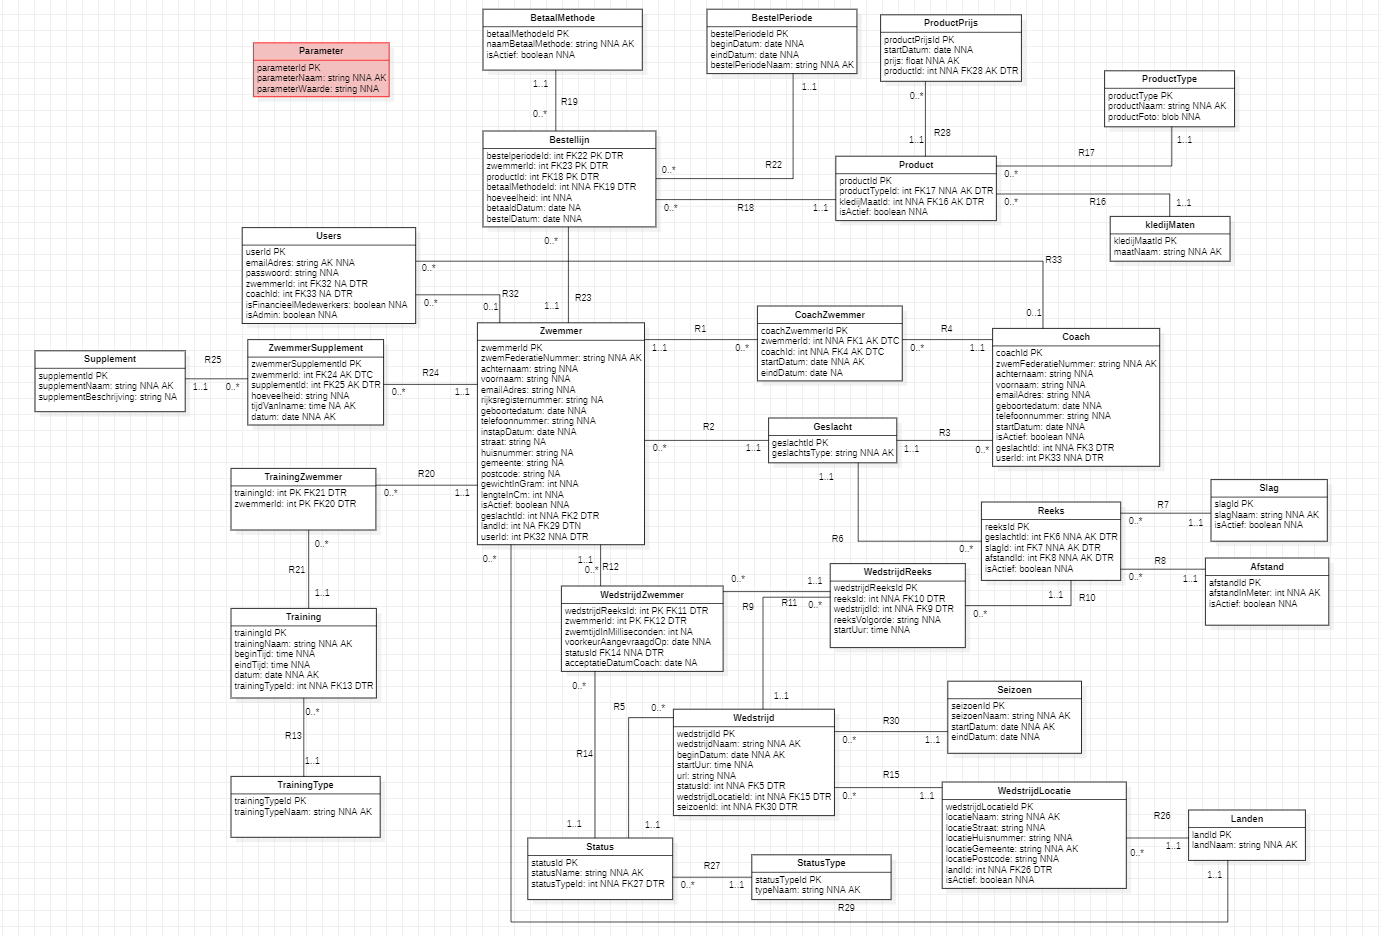 BetaalMethode
betaalMethodeId PK
naamBetaalMethode: string NNA AK
isActief: boolean NNA
BestelPeriode
bestelPeriodeId PK
beginDatum: date NNA
eindDatum: date NNA
bestelPeriodeNaam: string NNA AK
ProductPrijs
productPrijsId PK
startDatum: date NNA
prijs: float NNA AK
productId: int NNA FK28 AK DTR
Parameter
parameterId PK
parameterNaam: string NNA AK
parameterWaarde: string NNA
ProductType
productType PK
productNaam: string NNA AK
productFoto: blob NNA
1..1
R19
0..*
1..1
0..*
1..1
R28
1..1
R17
0..*
Bestellijn
bestelperiodeId: int FK22 PK DTR
zwemmerId: int FK23 PK DTR
productId: int FK18 PK DTR
betaalMethodeId: int NNA FK19 DTR
hoeveelheid: int NNA
betaaldDatum: date NA
bestelDatum: date NNA
R22
0..*
0..*
R18
1..1
Product
productId PK
productTypeId: int FK17 NNA AK DTR
kledijMaatId: int NNA FK16 AK DTR
isActief: boolean NNA
0..*
R16
1..1
kledijMaten
kledijMaatId PK
maatNaam: string NNA AK
Users
userId PK
emailAdres: string AK NNA
passwoord: string NNA
zwemmerId: int FK32 NA DTR
coachId: int FK33 NA DTR
isFinancieelMedewerkers: boolean NNA
isAdmin: boolean NNA
0..*
R33
0..1
0..*
R32
0..1
0..*
R23
1..1
Supplement
supplementId PK
supplementNaam: string NNA AK
supplementBeschrijving: string NA
R25
1..1
0..*
ZwemmerSupplement
zwemmerSupplementId PK
zwemmerId: int FK24 AK DTC
supplementId: int FK25 AK DTR
hoeveelheid: string NNA
tijdVanInname: time NA AK
datum: date NNA AK
R24
0..*
1..1
Zwemmer
zwemmerId PK
zwemFederatieNummer: string NNA AK
achternaam: string NNA
voornaam: string NNA
emailAdres: string NNA
rijksregisternummer: string NA
geboortedatum: date NNA
telefoonnummer: string NNA
instapDatum: date NNA
straat: string NA
huisnummer: string NA
gemeente: string NA
postcode: string NA
gewichtInGram: int NNA
lengteInCm: int NNA
isActief: boolean NNA
geslachtId: int NNA FK2 DTR
landId: int NA FK29 DTN
userId: int PK32 NNA DTR
R1
1..1
0..*
CoachZwemmer
coachZwemmerId PK
zwemmerId: int NNA FK1 AK DTC
coachId: int NNA FK4 AK DTC
startDatum: date NNA AK
eindDatum: date NA
R4
0..*
1..1
Coach
coachId PK
zwemFederatieNummer: string NNA AK
achternaam: string NNA
voornaam: string NNA
emailAdres: string NNA
geboortedatum: date NNA
telefoonnummer: string NNA
startDatum: date NNA
isActief: boolean NNA
geslachtId: int NNA FK3 DTR
userId: int PK33 NNA DTR
R2
0..*
1..1
Geslacht
geslachtId PK
geslachtsType: string NNA AK
R3
1..1
0..*
1..1
R6
0..*
TrainingZwemmer
trainingId: int PK FK21 DTR
zwemmerId: int PK FK20 DTR
R20
0..*
1..1
0..*
R21
1..1
Reeks
reeksId PK
geslachtId: int FK6 NNA AK DTR
slagId: int FK7 NNA AK DTR
afstandId: int FK8 NNA AK DTR
isActief: boolean NNA
R7
0..*
1..1
Slag
slagId PK
slagNaam: string NNA AK
isActief: boolean NNA
R8
0..*
1..1
Afstand
afstandId PK
afstandInMeter: int NNA AK
isActief: boolean NNA
0..*
1..1
0..*
R12
WedstrijdZwemmer
wedstrijdReeksId: int PK FK11 DTR
zwemmerId: int PK FK12 DTR
zwemtijdInMilliseconden: int NA
voorkeurAangevraagdOp: date NNA
statusId FK14 NNA DTR
acceptatieDatumCoach: date NA
0..*
1..1
R9
R11
0..*
WedstrijdReeks
wedstrijdReeksId PK
reeksId: int NNA FK10 DTR
wedstrijdId: int NNA FK9 DTR
reeksVolgorde: string NNA
startUur: time NNA
1..1
R10
0..*
Training
trainingId PK
trainingNaam: string NNA AK
beginTijd: time NNA
eindTijd: time NNA
datum: date NNA AK
trainingTypeId: int NNA FK13 DTR
0..*
R13
1..1
TrainingType
trainingTypeId PK
trainingTypeNaam: string NNA AK
0..*
R14
1..1
R5
0..*
1..1
1..1
Wedstrijd
wedstrijdId PK
wedstrijdNaam: string NNA AK
beginDatum: date NNA AK
startUur: time NNA
url: string NNA
statusId: int NNA FK5 DTR
wedstrijdLocatieId: int NNA FK15 DTR
seizoenId: int NNA FK30 DTR
R30
0..*
1..1
Seizoen
seizoenId PK
seizoenNaam: string NNA AK
startDatum: date NNA AK
eindDatum: date NNA
R15
0..*
1..1
WedstrijdLocatie
wedstrijdLocatieId PK
locatieNaam: string NNA AK
locatieStraat: string NNA
locatieHuisnummer: string NNA
locatieGemeente: string NNA AK
locatiePostcode: string NNA
landId: int NNA FK26 DTR
isActief: boolean NNA
R26
0..*
1..1
Landen
landId PK
landNaam: string NNA AK
1..1
Status
statusId PK
statusName: string NNA AK
statusTypeId: int NNA FK27 DTR
R27
0..*
1..1
StatusType
statusTypeId PK
typeNaam: string NNA AK
R29